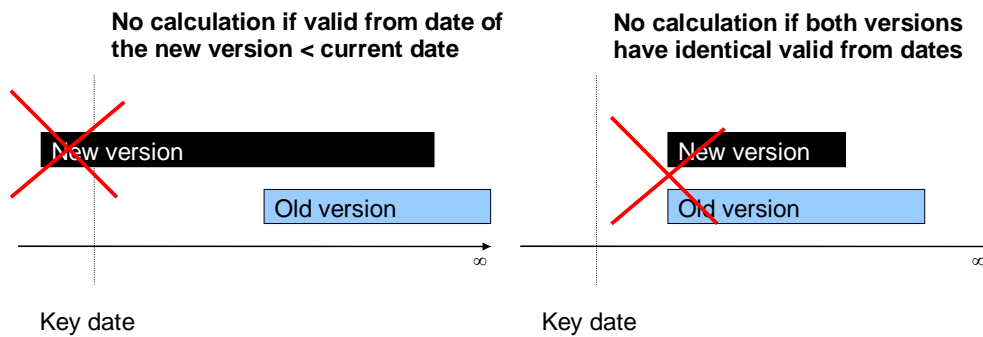 No calculation if valid from date of
the new version < current date
New version
Old version
∞
Key date
No calculation if both versions
have identical valid from dates
New version
Old version
∞
Key date